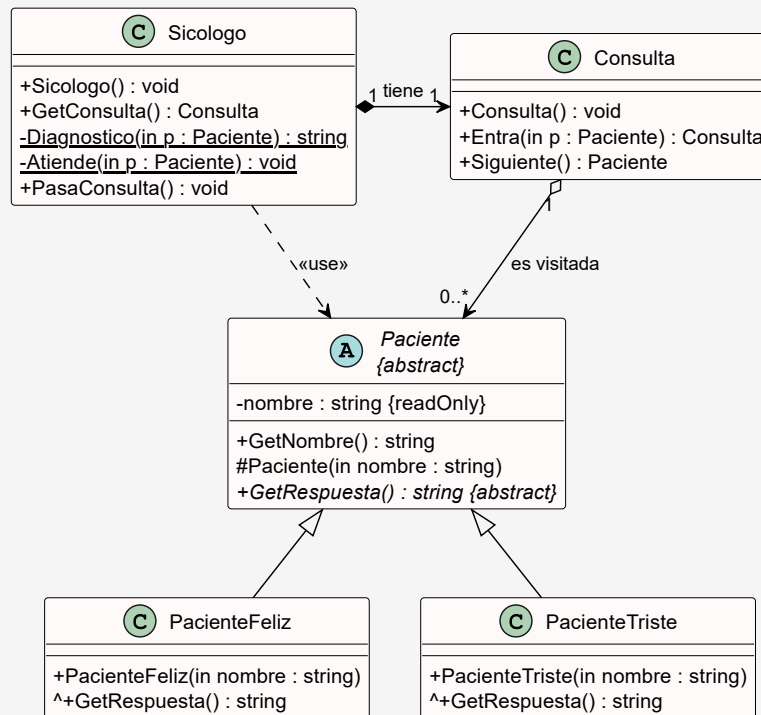 C Sicologo
+Sicologo() : void
+GetConsulta() : Consulta
-Diagnostico(in p : Paciente) : string
-Atiende(in p : Paciente) : void
+PasaConsulta() : void
1 tiene 1
C Consulta
+Consulta() : void
+Entra(in p : Paciente) : Consulta
+Siguiente() : Paciente
1
«use»
es visitada
0..*
A Paciente
{abstract}
-nombre : string {readOnly}
+GetNombre() : string
#Paciente(in nombre : string)
+GetRespuesta() : string {abstract}
C PacienteFeliz
+PacienteFeliz(in nombre : string)
^+GetRespuesta() : string
C PacienteTriste
+PacienteTriste(in nombre : string)
^+GetRespuesta() : string